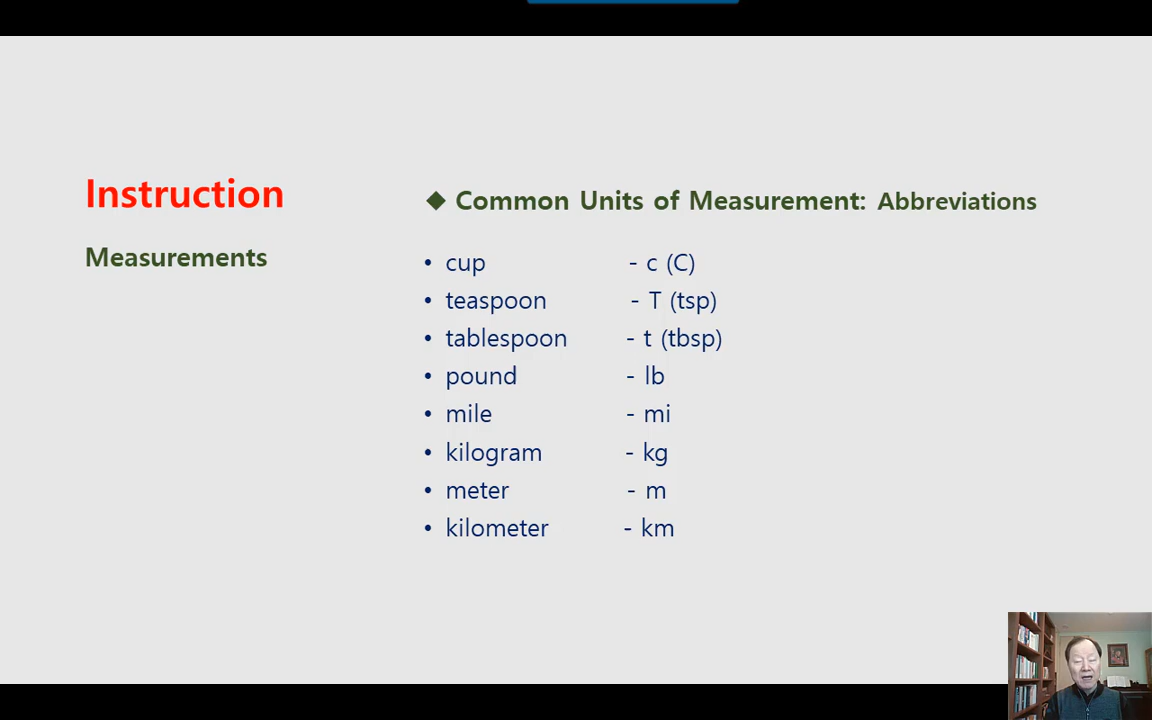 Instruction
Measurements
◆ Common Units of Measurement: Abbreviations
• cup - c (C)
• teaspoon - T (tsp)
• tablespoon - t (tbsp)
• pound - lb
• mile - mi
• kilogram - kg
• meter - m
• kilometer - km